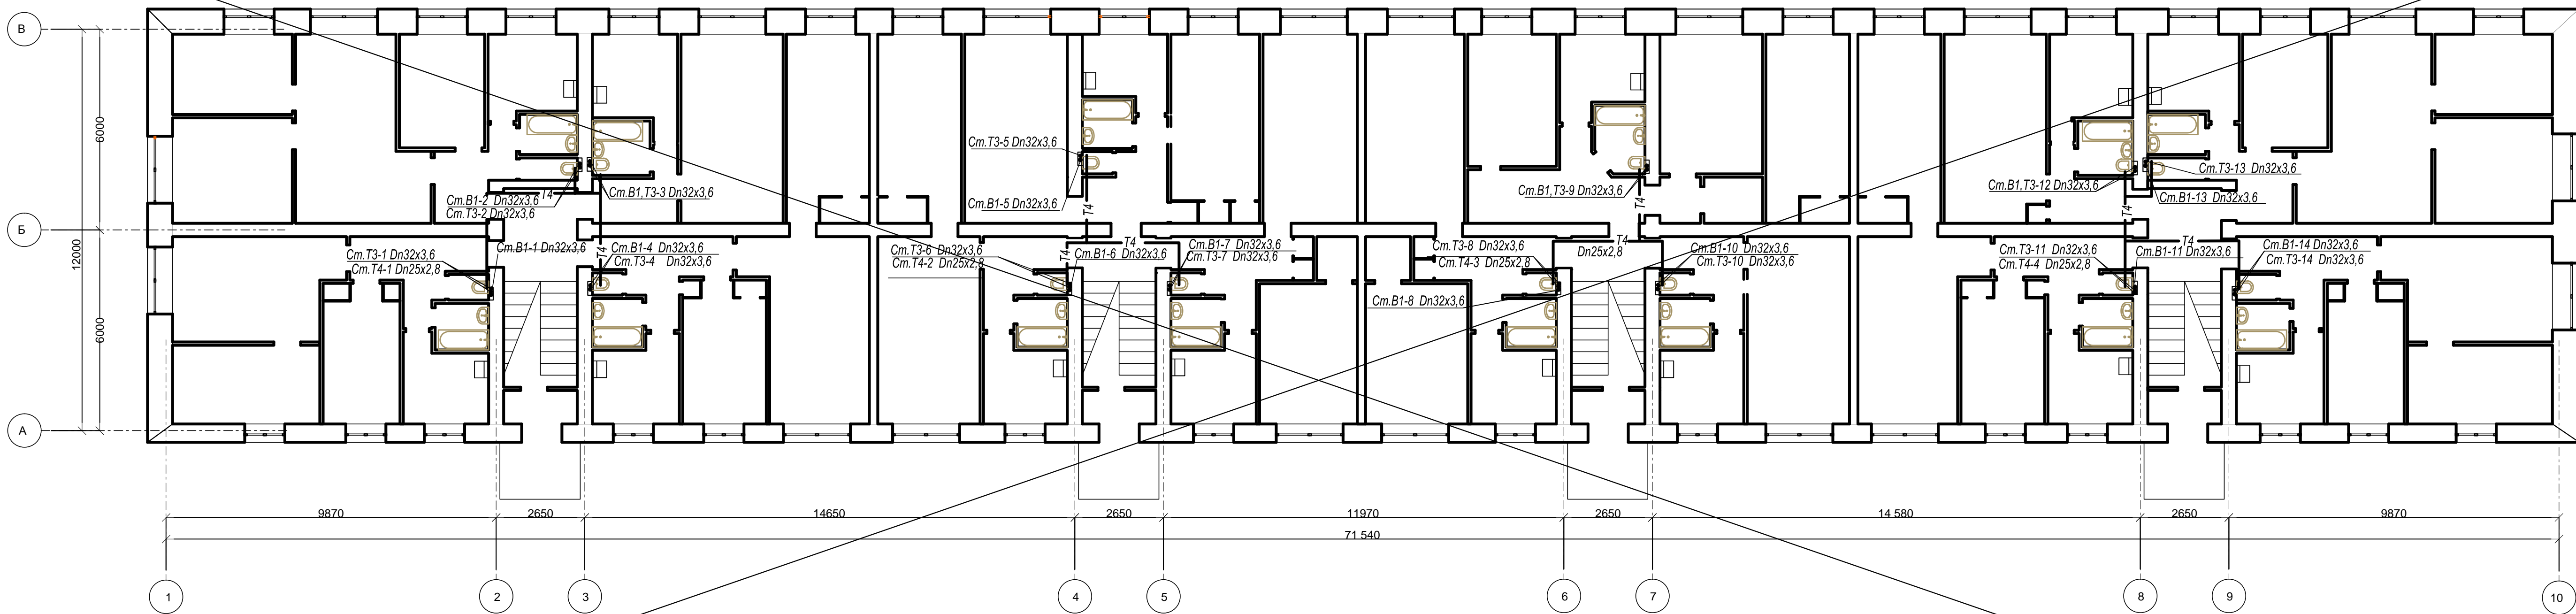 В
6000
Ст.Т3-5 Dn32x3,6
Ст.В1-2 Dn32x3,6
Ст.Т3-2 Dn32x3,6
Т4
Ст.В1,Т3-3 Dn32x3,6
Ст.В1-5 Dn32x3,6
Т4
Ст.В1,Т3-9 Dn32x3,6
Т4
Ст.В1,Т3-12 Dn32x3,6
Ст.Т3-13 Dn32x3,6
Ст.В1-13 Dn32x3,6
Т4
Б
12000
Ст.Т3-1 Dn32x3,6
Ст.Т4-1 Dn25x2,8
Ст.В1-1 Dn32x3,6
Т4
Ст.В1-4 Dn32x3,6
Ст.Т3-4 Dn32x3,6
Ст.Т3-6 Dn32x3,6
Ст.Т4-2 Dn25x2,8
Т4
Т4
Ст.В1-6 Dn32x3,6
Ст.В1-7 Dn32x3,6
Ст.Т3-7 Dn32x3,6
Ст.Т3-8 Dn32x3,6
Ст.Т4-3 Dn25x2,8
Ст.В1-8 Dn32x3,6
Т4
Dn25x2,8
Ст.В1-10 Dn32x3,6
Ст.Т3-10 Dn32x3,6
Ст.Т3-11 Dn32x3,6
Ст.Т4-4 Dn25x2,8
Т4
Ст.В1-11 Dn32x3,6
Ст.В1-14 Dn32x3,6
Ст.Т3-14 Dn32x3,6
6000
А
9870
2650
14650
2650
11970
2650
14 580
2650
9870
71 540
1
2
3
4
5
6
7
8
9
10